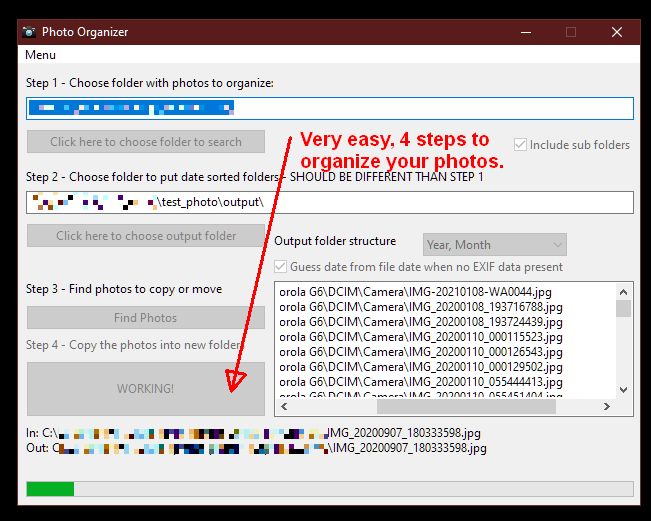 Photo Organizer
Menu
Step 1 - Choose folder with photos to organize:
Click here to choose folder to search
Very easy, 4 steps to
organize your photos.
Include sub folders
Step 2 - Choose folder to put date sorted folders - SHOULD BE DIFFERENT THAN STEP 1
\test_photo\output\
Click here to choose output folder
Output folder structure
Year, Month
Guess date from file date when no EXIF data present
Step 3 - Find photos to copy or move
Find Photos
Step 4 - Copy the photos into new folders
WORKING!
orola G6\DCIM\Camera\IMG-20210108-WA0044.jpg
orola G6\DCIM\Camera\IMG_20200108_193716788.jpg
orola G6\DCIM\Camera\IMG_20200108_193724439.jpg
orola G6\DCIM\Camera\IMG_20200110_000115523.jpg
orola G6\DCIM\Camera\IMG_20200110_000126543.jpg
orola G6\DCIM\Camera\IMG_20200110_000129502.jpg
orola G6\DCIM\Camera\IMG_20200110_055444413.jpg
orola G6\DCIM\Camera\IMG_20200110_055451404.jpg
In: C:\ IMG_20200907_180333598.jpg
Out: C \IMG_20200907_180333598.jpg